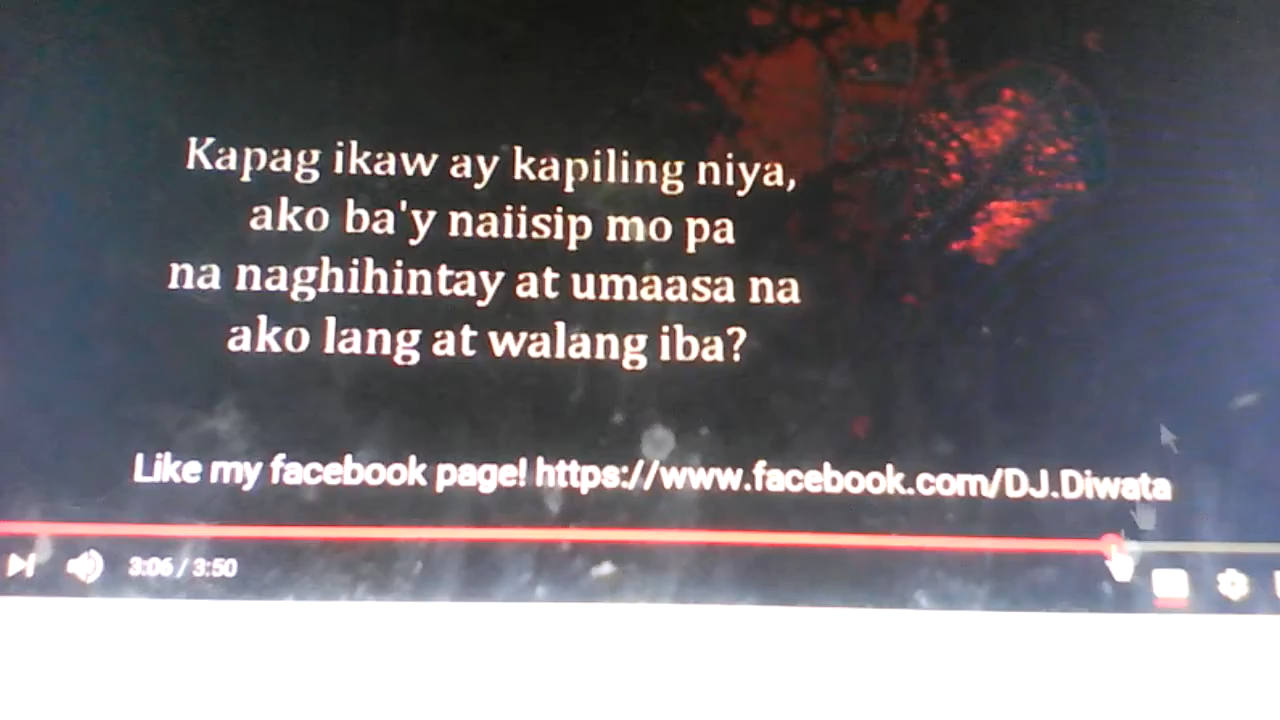 Kapag ikaw ay kapiling niya,
ako ba'y naiisip mo pa
na naghihintay at umaasa na
ako lang at walang iba?
Like my facebook page! https://www.facebook.com/DJ.Diwata
3:06 / 3:50